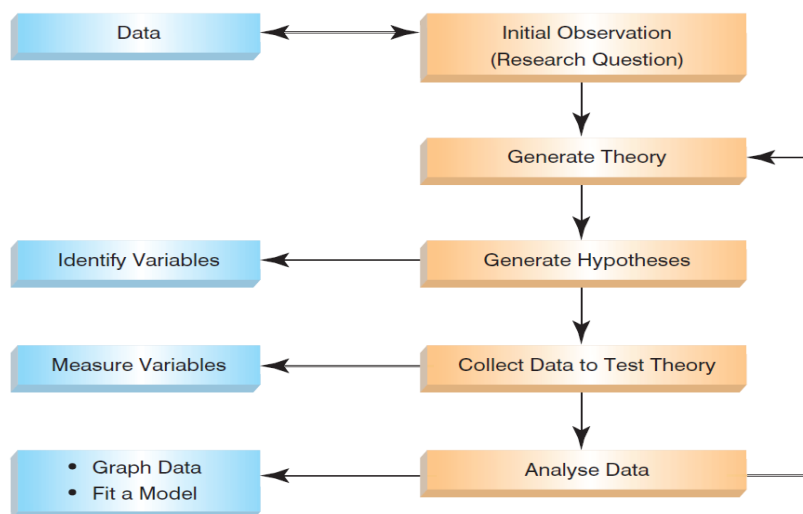 Data
Initial Observation
(Research Question)
Generate Theory
Identify Variables
Generate Hypotheses
Measure Variables
Collect Data to Test Theory
• Graph Data
• Fit a Model
Analyse Data